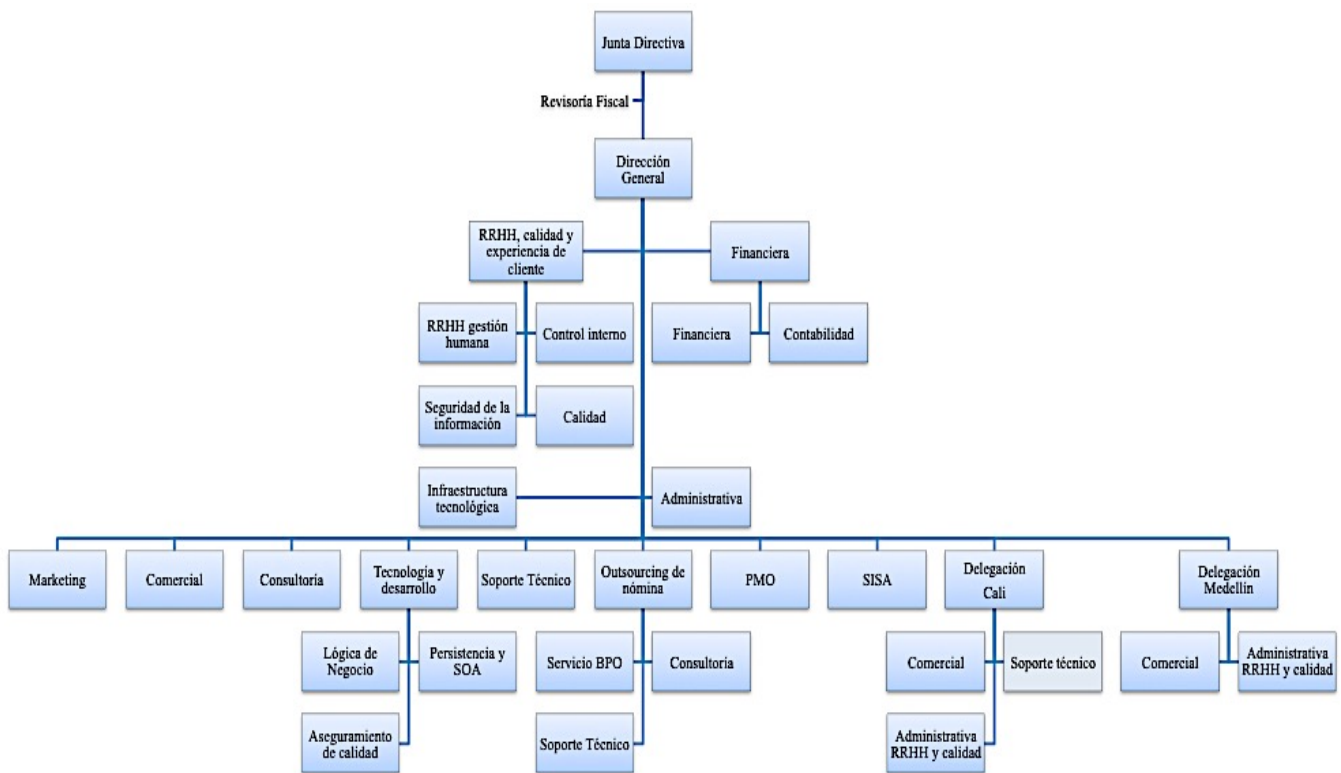 Junta Directiva
Revisoría Fiscal
Dirección
General
RRHH, calidad y
experiencia de
cliente
Financiera
RRHH gestión
humana
Control interno
Financiera
Contabilidad
Seguridad de la
información
Calidad
Infraestructura
tecnológica
Administrativa
Marketing
Comercial
Consultoría
Tecnología y
desarrollo
Soporte Técnico
Outsourcing de
nómina
PMO
SISA
Delegación
Cali
Delegación
Medellín
Lógica de
Negocio
Persistencia y
SOA
Servicio BPO
Consultoría
Comercial
Soporte técnico
Comercial
Administrativa
RRHH y calidad
Aseguramiento
de calidad
Soporte Técnico
Administrativa
RRHH y calidad